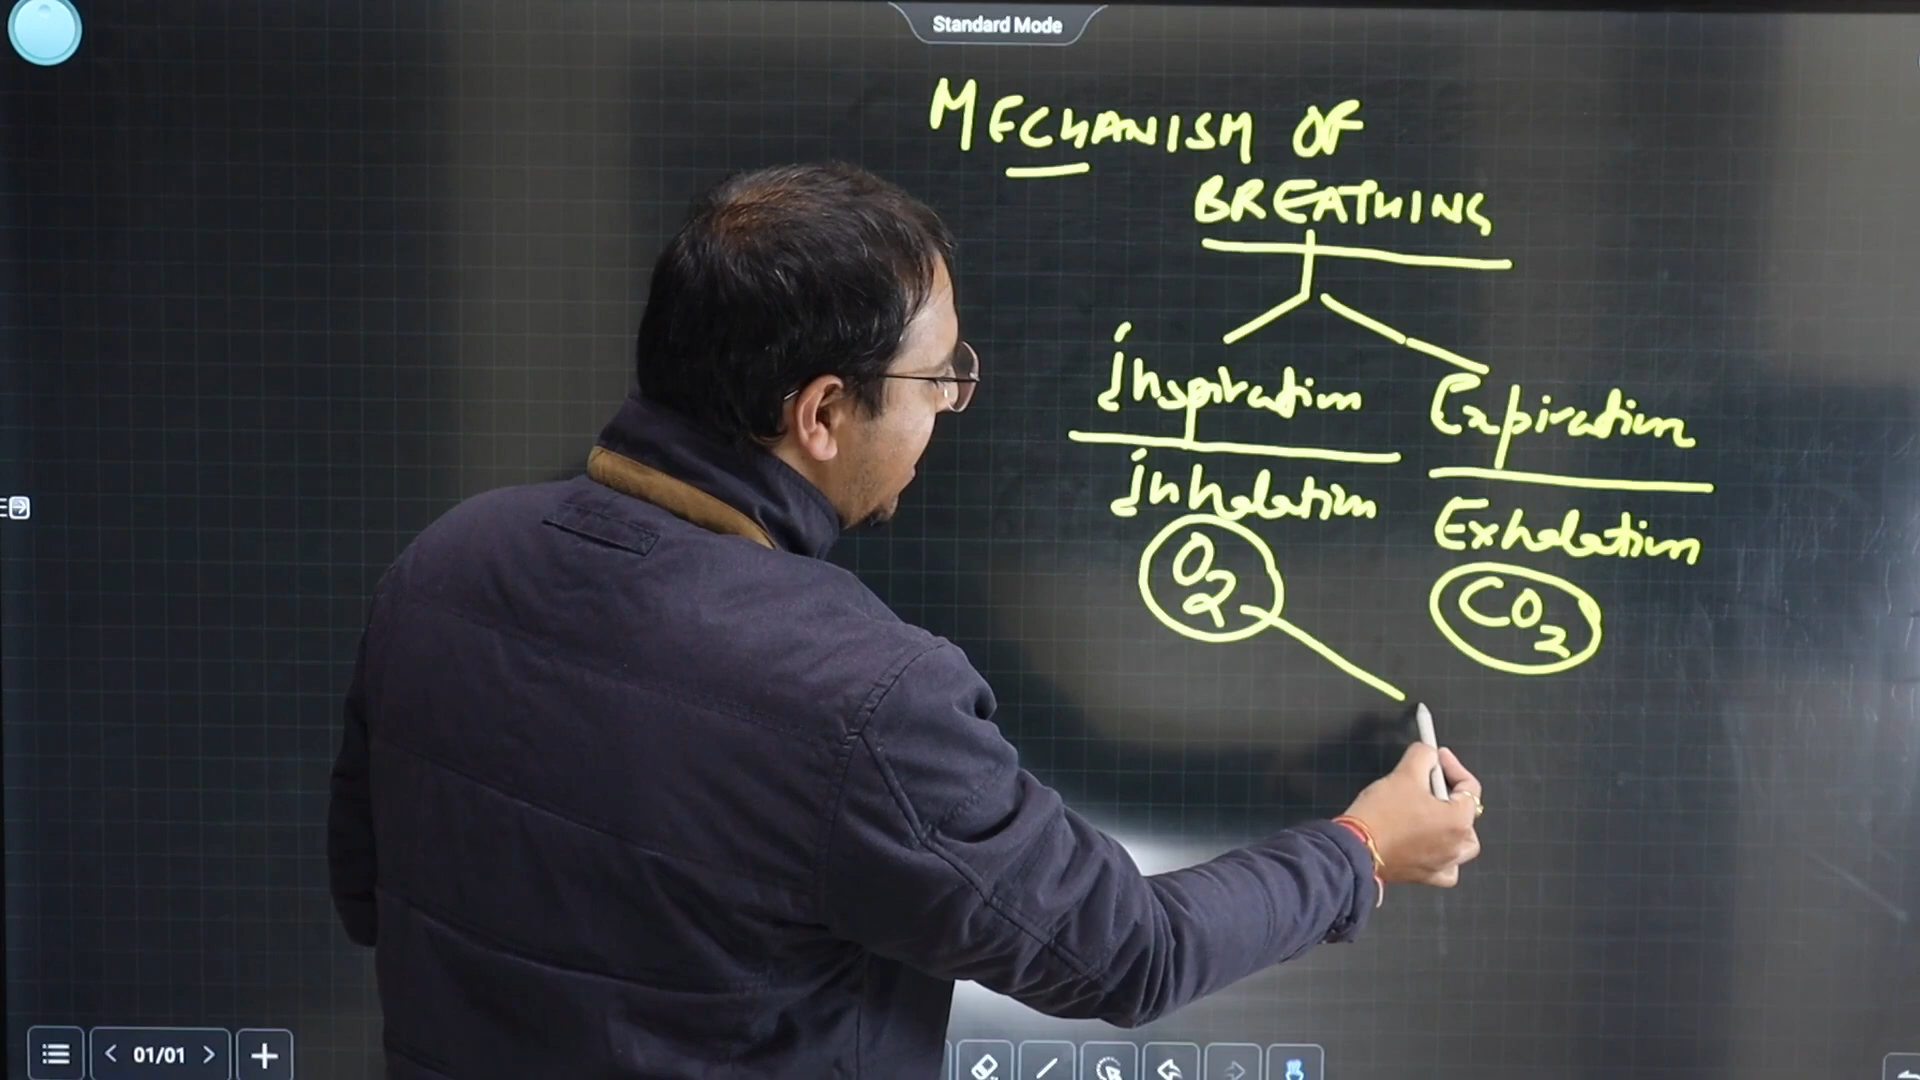 Standard Mode
MECHANISM OF
BREATHING
Inspiration
Expiration
Inhalation
Exhalation
O2
CO2
01/01